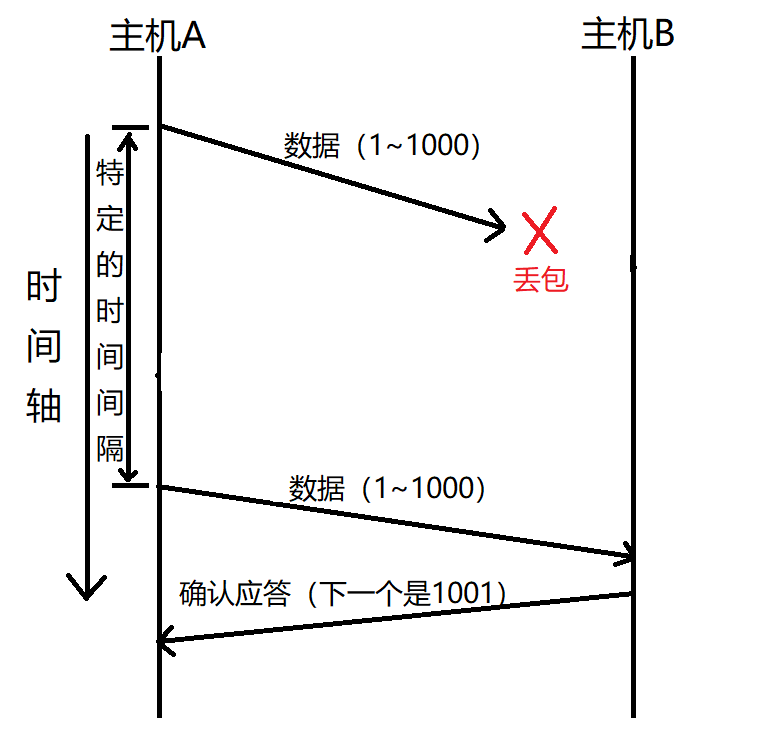 主机A
主机B
数据（1~1000）
特定的时间间隔
丢包
时间轴
数据（1~1000）
确认应答（下一个是1001）